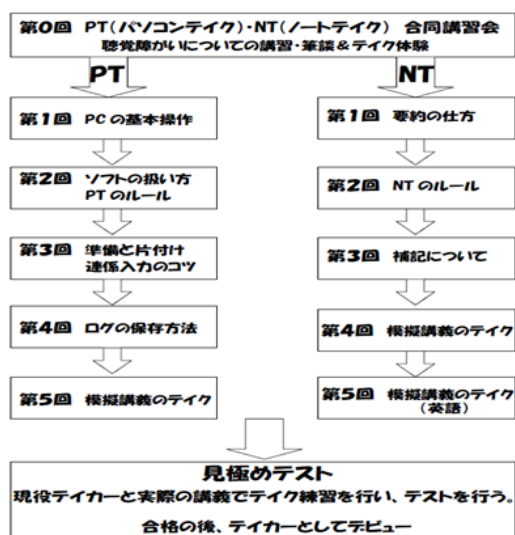 第0回 PT(パソコンテイク)・NT(ノートテイク) 合同講習会
聴覚障がいについての講習・筆談&テイク体験
PT
第1回 PCの基本操作
第2回 ソフトの扱い方
PTのルール
第3回 準備と片付け
連係入力のコツ
第4回 ログの保存方法
第5回 模擬講義のテイク
NT
第1回 要約の仕方
第2回 NTのルール
第3回 補記について
第4回 模擬講義のテイク
第5回 模擬講義のテイク
(英語)
見極めテスト
現役テイカーと実際の講義でテイク練習を行い、テストを行う。
合格の後、テイカーとしてデビュー